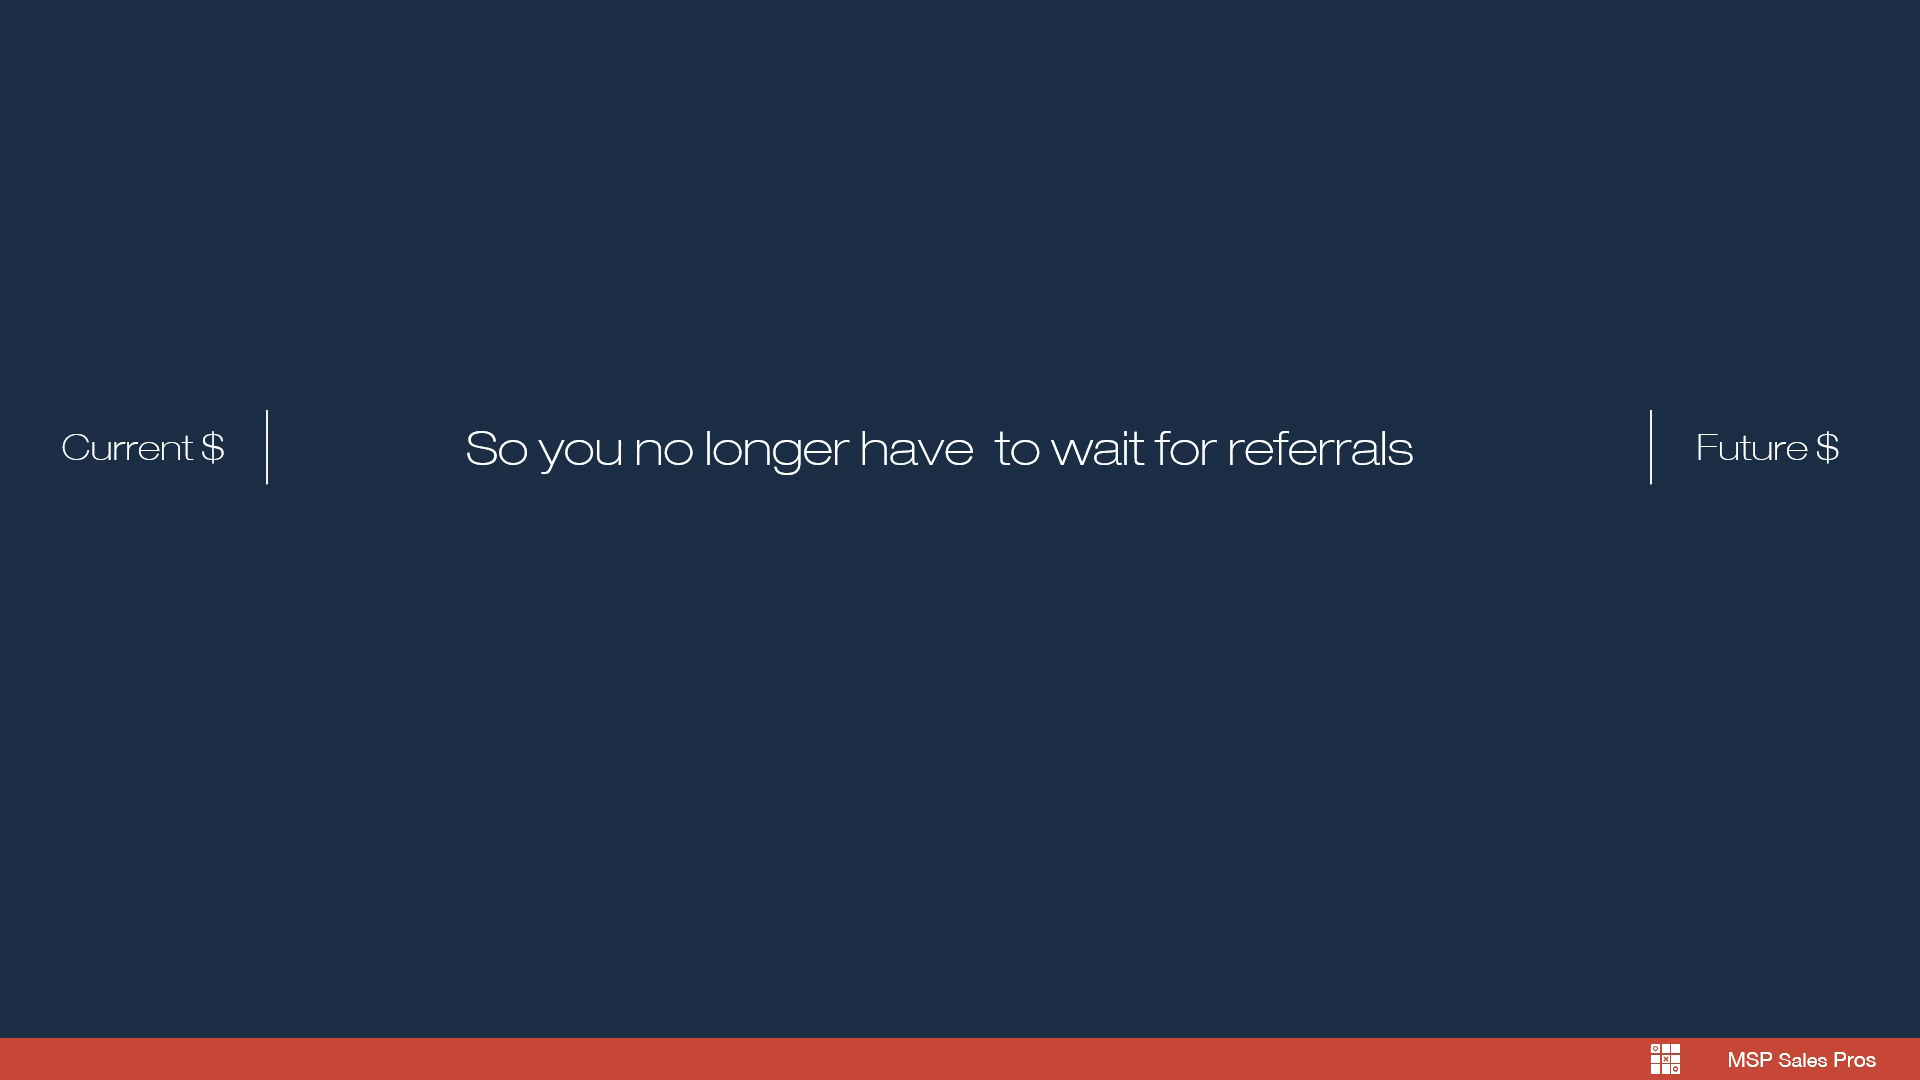 Current $
So you no longer have  to wait for referrals
Future $
MSP Sales Pros